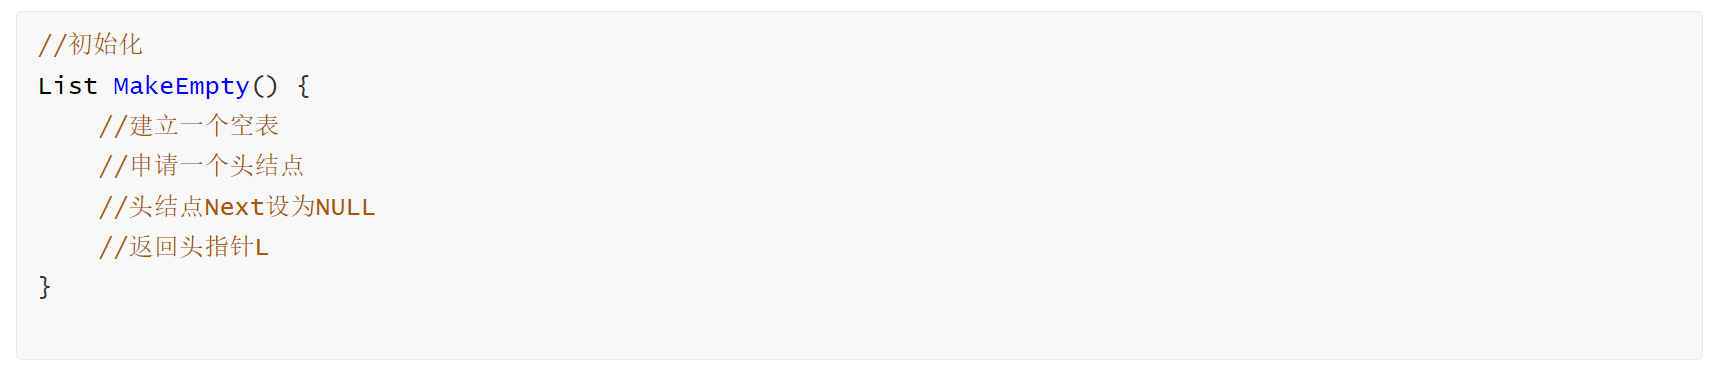 //初始化
List MakeEmpty() {
    //建立一个空表
    //申请一个头结点
    //头结点Next设为NULL
    //返回头指针L
}